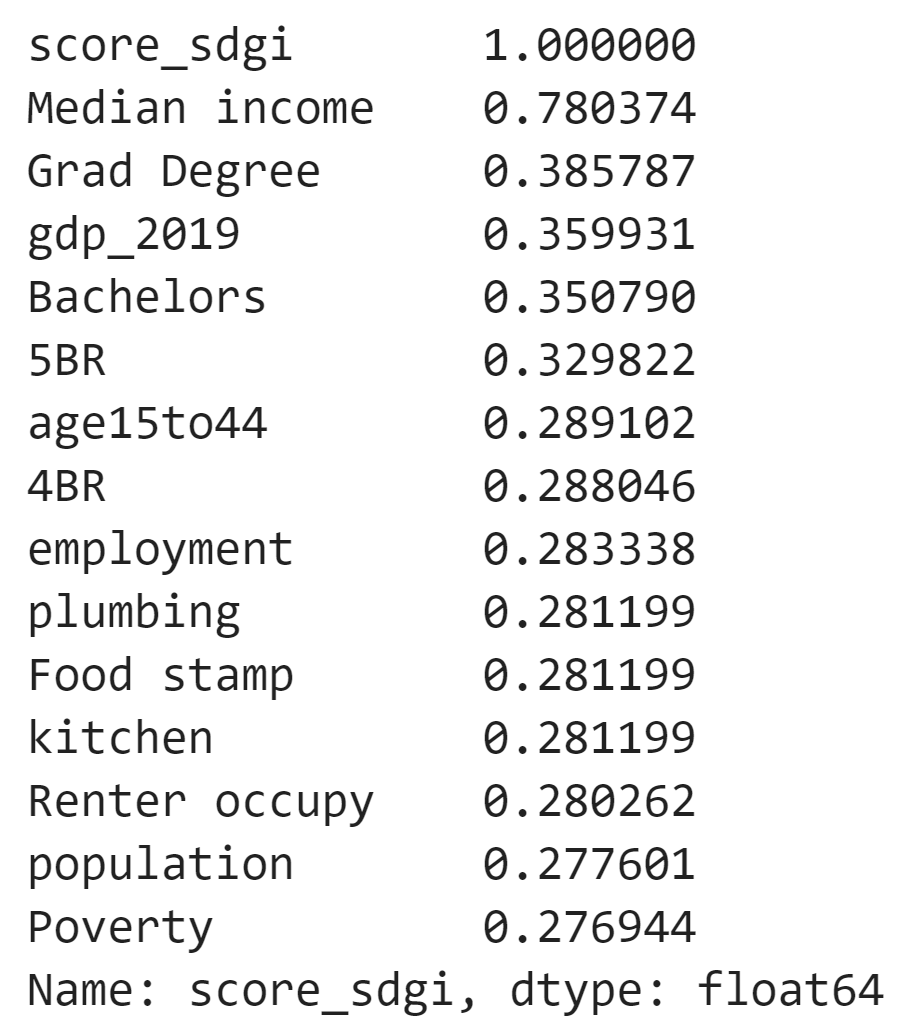 score_sdgi 1.000000
Median income 0.780374
Grad Degree 0.385787
gdp_2019 0.359931
Bachelors 0.350790
5BR 0.329822
age15to44 0.289102
4BR 0.288046
employment 0.283338
plumbing 0.281199
Food stamp 0.281199
kitchen 0.281199
Renter occupy 0.280262
population 0.277601
Poverty 0.276944
Name: score_sdgi, dtype: float64